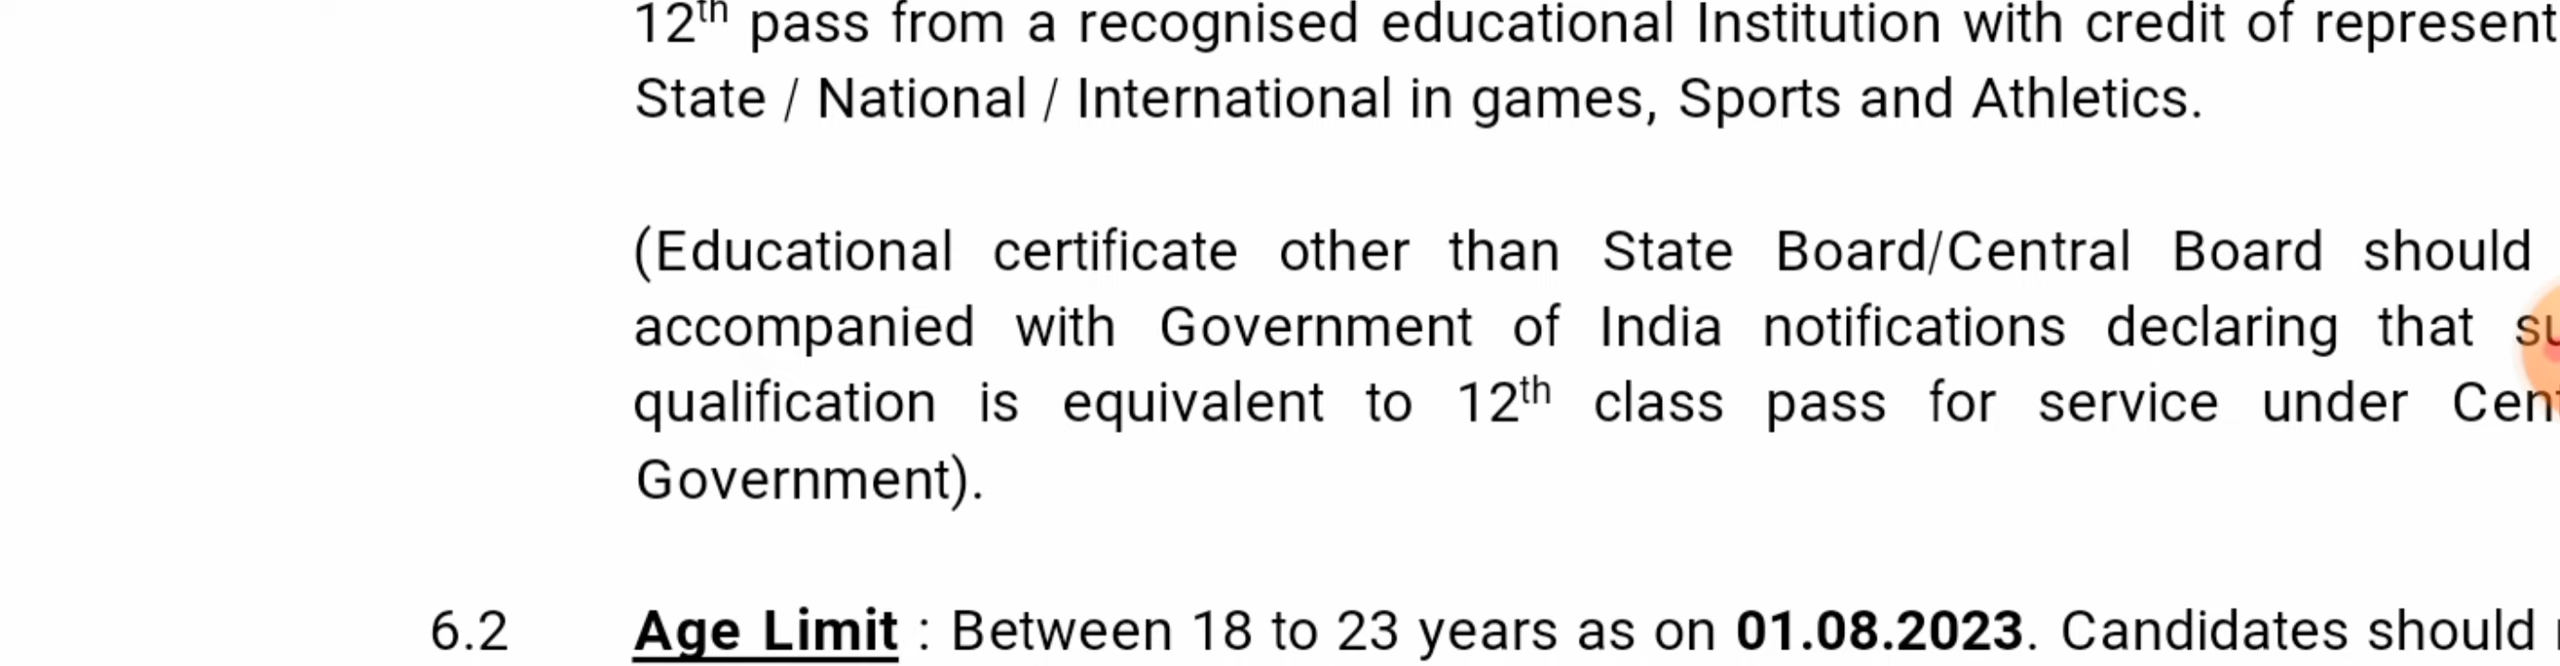 12th pass from a recognised educational Institution with credit of represent
State / National / International in games, Sports and Athletics.
(Educational certificate other than State Board/Central Board should
accompanied with Government of India notifications declaring that
qualification is equivalent to 12th class pass for service under
Government).
6.2 Age Limit : Between 18 to 23 years as on 01.08.2023. Candidates should